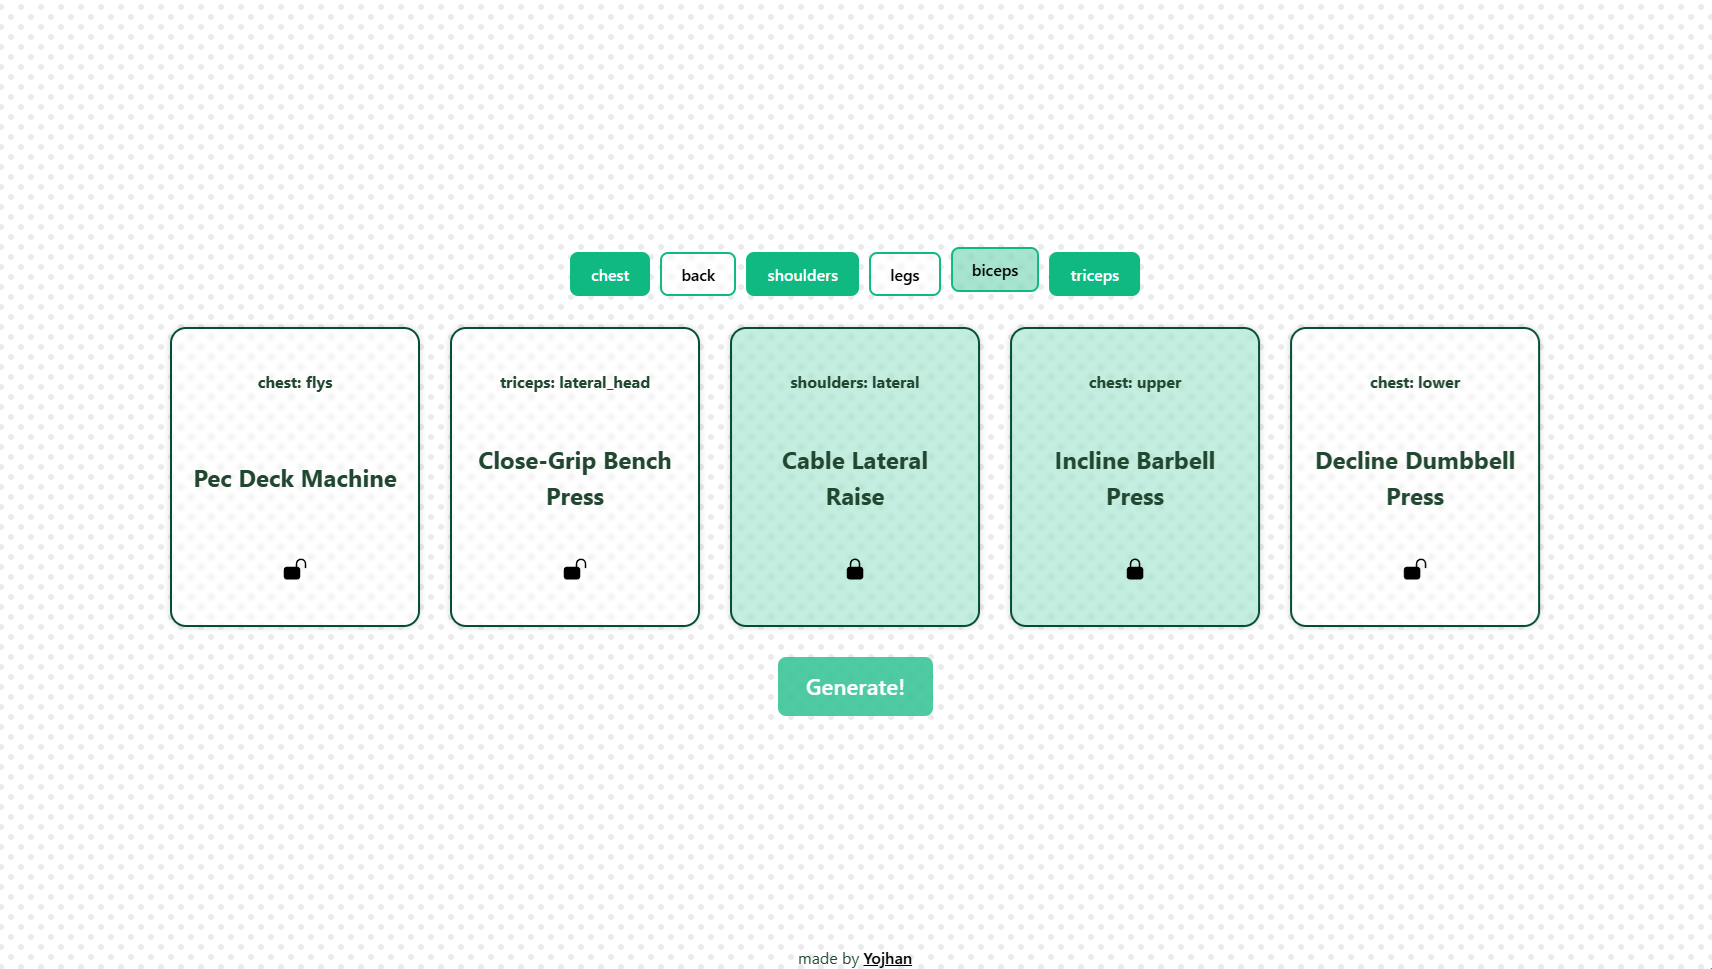 chest
back
shoulders
legs
biceps
triceps
chest: flys
Pec Deck Machine
triceps: lateral_head
Close-Grip Bench
Press
shoulders: lateral
Cable Lateral
Raise
chest: upper
Incline Barbell
Press
chest: lower
Decline Dumbbell
Press
Generate!
made by Yojhan